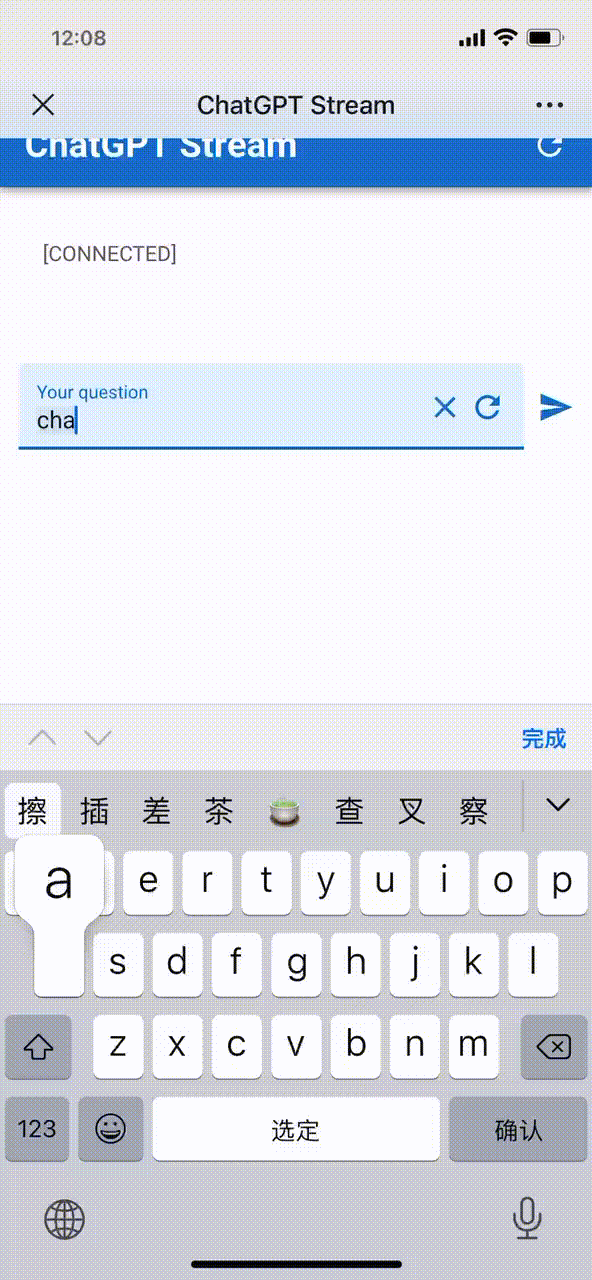 12:08
ChatGPT Stream
ChatGPT Stream
[CONNECTED]
Your question
cha
完成
擦 插 差 茶 🍵 查 叉 察
a e r t y u i o p
s d f g h j k l
z x c v b n m
123 选定 确认